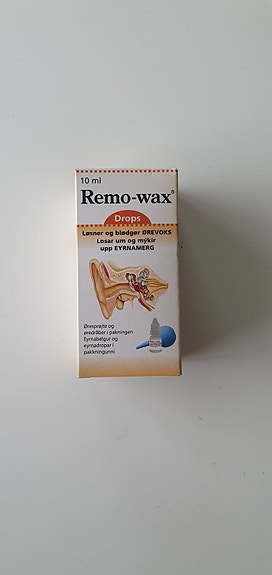 10 ml
Remo-wax®
Drops
Løsner og blødgør ØREVOKS
Losar um og mýkir
upp EYRNAMERG
Øresprøjte og
øredråber i pakningen
Eyrnabelgur og
eyrnadropar í
pakkningunni